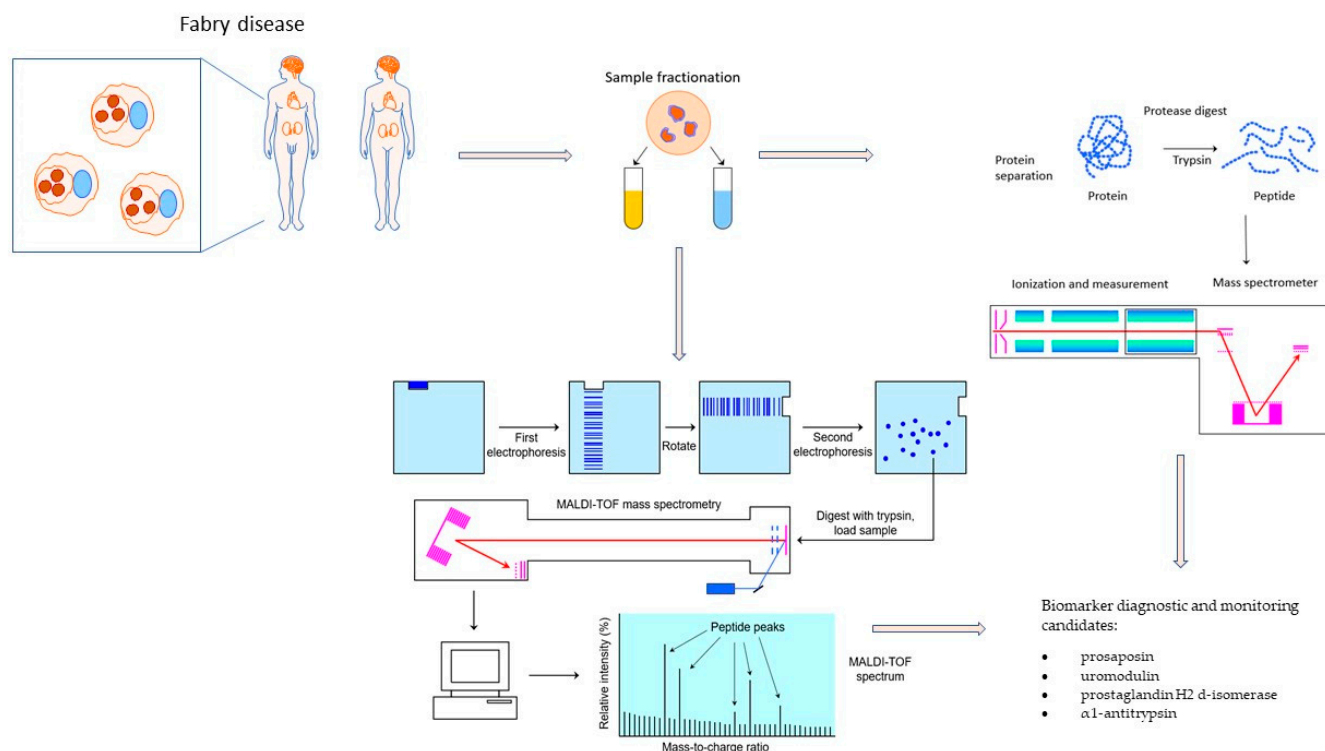 Fabry disease
Sample fractionation
Protease digest
Protein
separation
Trypsin
Protein
Peptide
Ionization and measurement
Mass spectrometer
First
electrophoresis
Rotate
Second
electrophoresis
MALDI-TOF mass spectrometry
Digest with trypsin,
load sample
Relative intensity (%)
Peptide peaks
MALDI-TOF
spectrum
Mass-to-charge ratio
Biomarker diagnostic and monitoring
candidates:
• prosaposin
• uromodulin
• prostaglandin H2 d-isomerase
• α1-antitrypsin